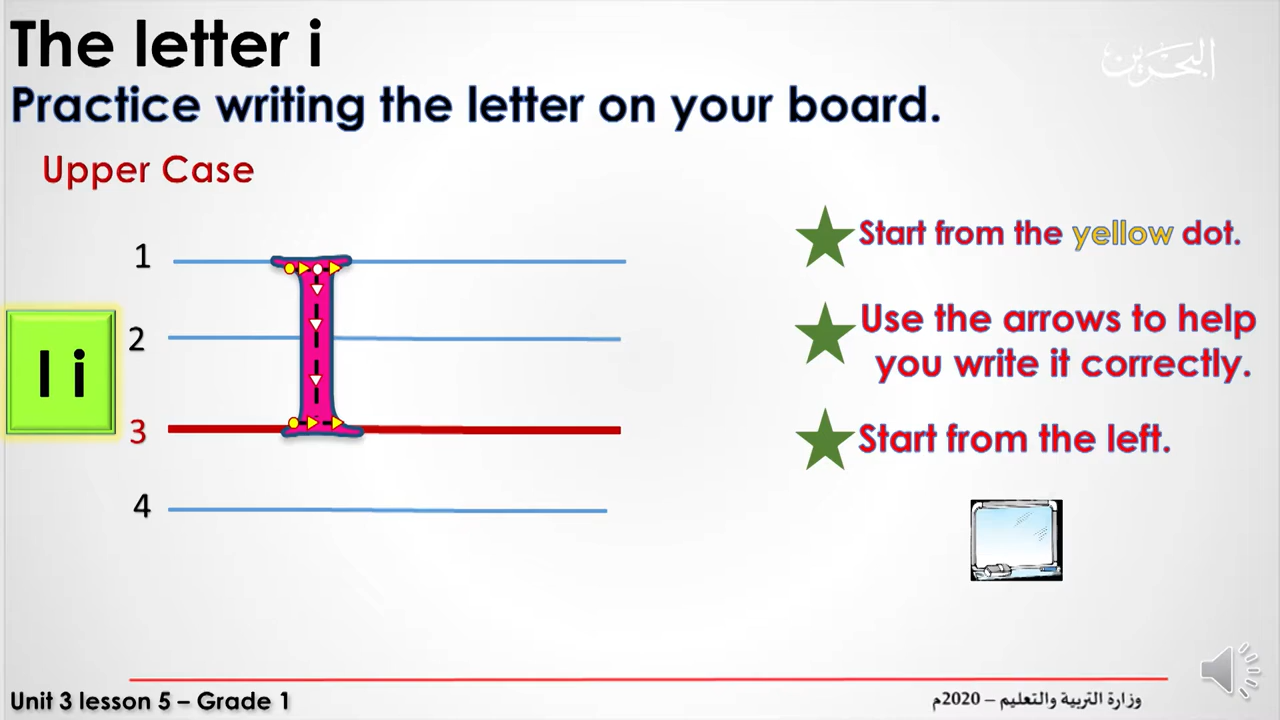 The letter i
البحرين
Practice writing the letter on your board.
Upper Case
1
2
3
4
I i
Start from the yellow dot.
Use the arrows to help
you write it correctly.
Start from the left.
Unit 3 lesson 5 – Grade 1
وزارة التربية والتعليم – 2020م